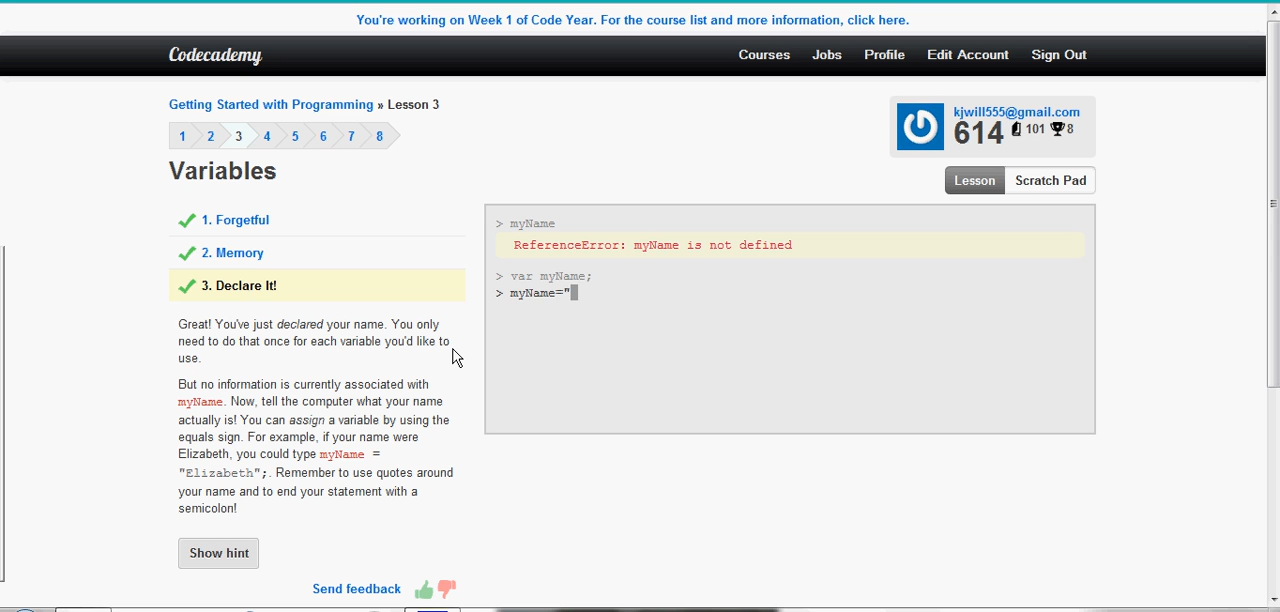 You're working on Week 1 of Code Year. For the course list and more information, click here.
Codecademy
Courses Jobs Profile Edit Account Sign Out
Getting Started with Programming » Lesson 3
kjwill555@gmail.com
614 101 8
1 2 3 4 5 6 7 8
Variables
Lesson Scratch Pad
1. Forgetful
2. Memory
3. Declare It!
Great! You've just declared your name. You only
need to do that once for each variable you'd like to
use.
But no information is currently associated with
myName. Now, tell the computer what your name
actually is! You can assign a variable by using the
equals sign. For example, if your name were
Elizabeth, you could type myName =
"Elizabeth";. Remember to use quotes around
your name and to end your statement with a
semicolon!
Show hint
Send feedback
> myName
ReferenceError: myName is not defined
> var myName;
> myName="